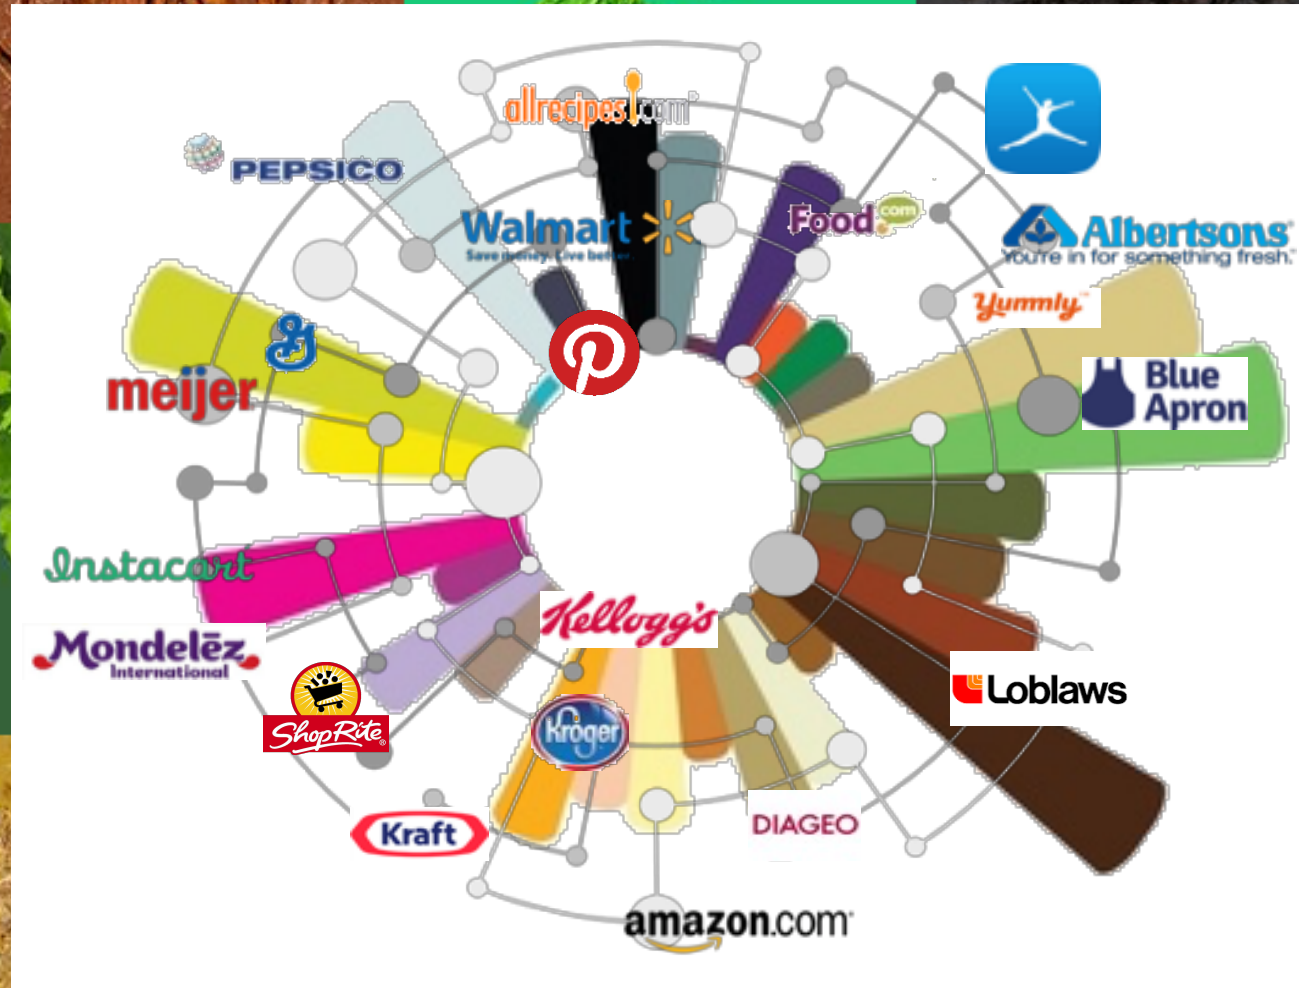 allrecipes.com
PEPSICO
Walmart
Save money. Live better.
Food.com
Albertsons
You're in for something fresh.
Yummly
Blue
Apron
G
meijer
Instacart
Mondelēz
International
ShopRite
Kellogg's
Kroger
Kraft
Loblaws
DIAGEO
amazon.com